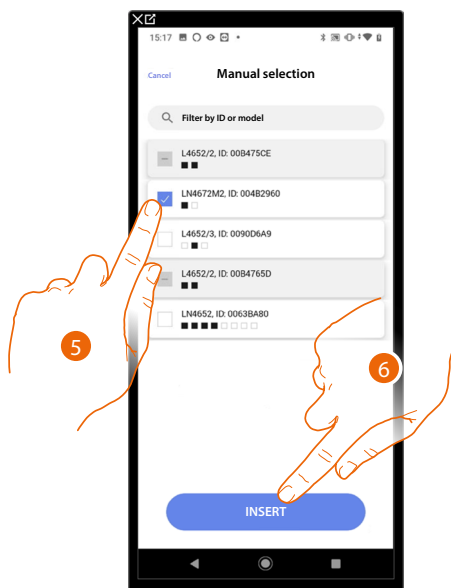 15:17
Cancel
Manual selection
Filter by ID or model
L4652/2, ID: 00B475CE
LN4672M2, ID: 004B2960
L4652/3, ID: 0090D6A9
L4652/2, ID: 00B4765D
LN4652, ID: 0063BA80
5
6
INSERT